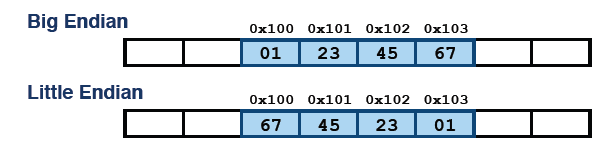 Big Endian
0x100 0x101 0x102 0x103
01 23 45 67
Little Endian
0x100 0x101 0x102 0x103
67 45 23 01